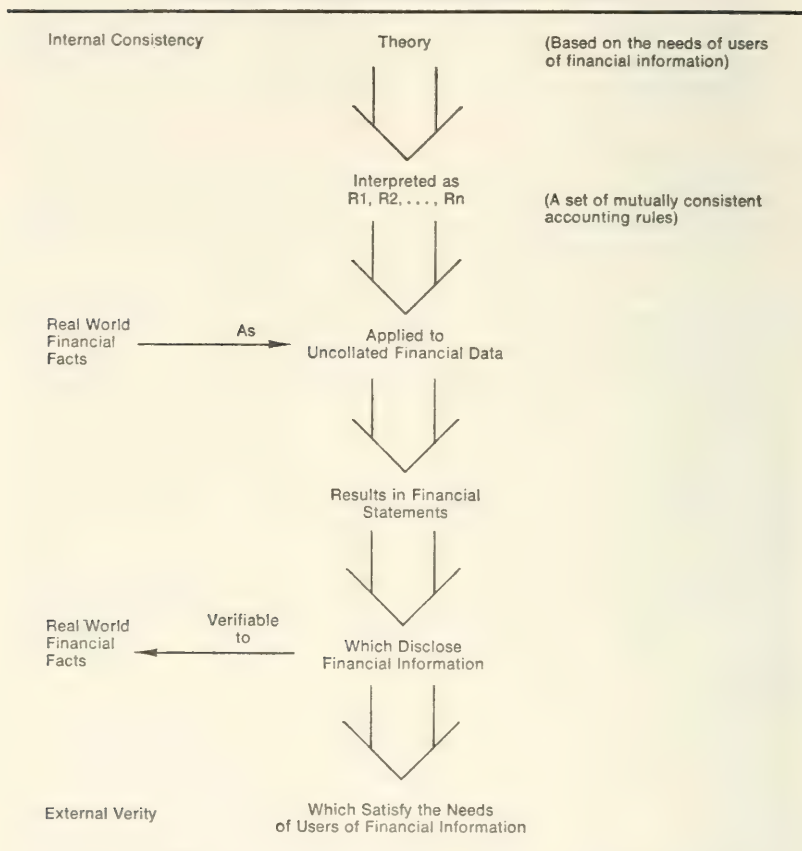 Internal Consistency
Theory
(Based on the needs of users
of financial information)
Interpreted as
R1, R2, . . . , Rn
(A set of mutually consistent
accounting rules)
Real World
Financial
Facts
As
Applied to
Uncollated Financial Data
Results in Financial
Statements
Real World
Financial
Facts
Verifiable
to
Which Disclose
Financial Information
External Verity
Which Satisfy the Needs
of Users of Financial Information